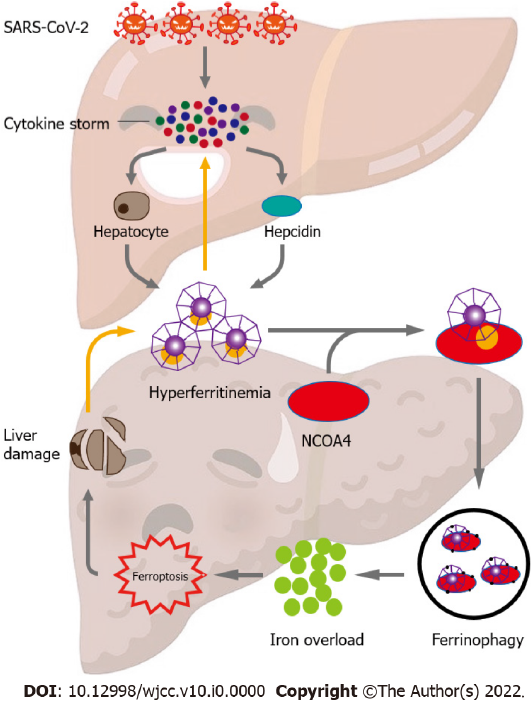 SARS-CoV-2
Cytokine storm
Hepatocyte
Hepcidin
Hyperferritinemia
NCOA4
Liver
damage
Ferroptosis
Iron overload
Ferrinophagy
DOI: 10.12998/wjcc.v10.i0.0000 Copyright ©The Author(s) 2022.